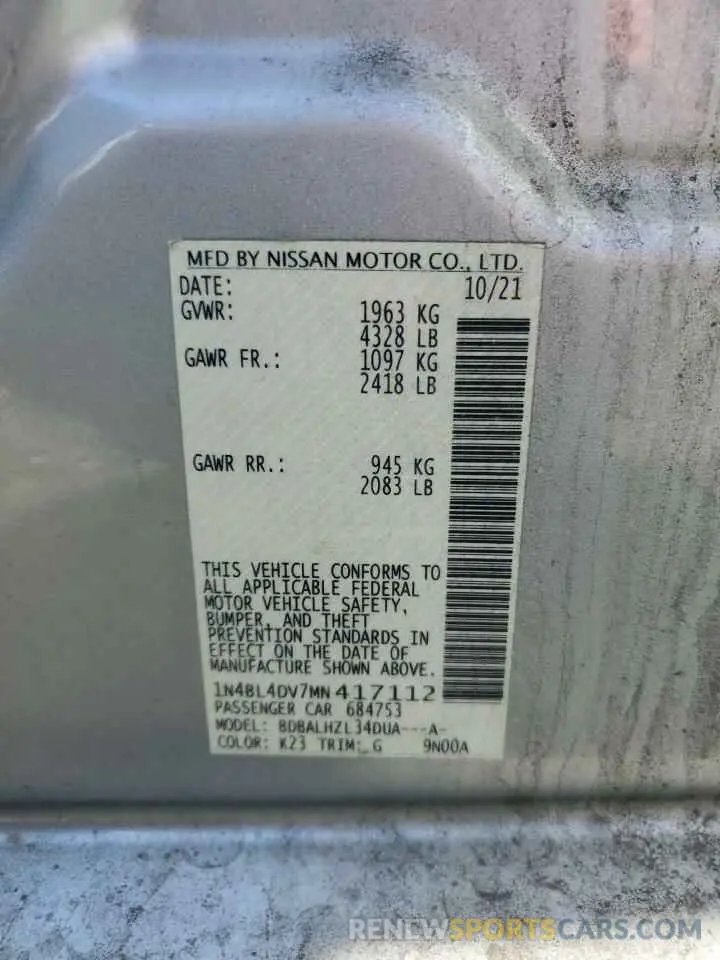 MFD BY NISSAN MOTOR CO., LTD.
DATE: 10/21
GVWR: 1963 KG
4328 LB
GAWR FR.: 1097 KG
2418 LB
GAWR RR.: 945 KG
2083 LB
THIS VEHICLE CONFORMS TO
ALL APPLICABLE FEDERAL
MOTOR VEHICLE SAFETY,
BUMPER, AND THEFT
PREVENTION STANDARDS IN
EFFECT ON THE DATE OF
MANUFACTURE SHOWN ABOVE.
1N4BL4DV7MN417112
PASSENGER CAR 684753
MODEL: BDBALHZL34DUA---A-
COLOR: K23 TRIM: G 9N00A
RENEWSPORTSCARS.COM